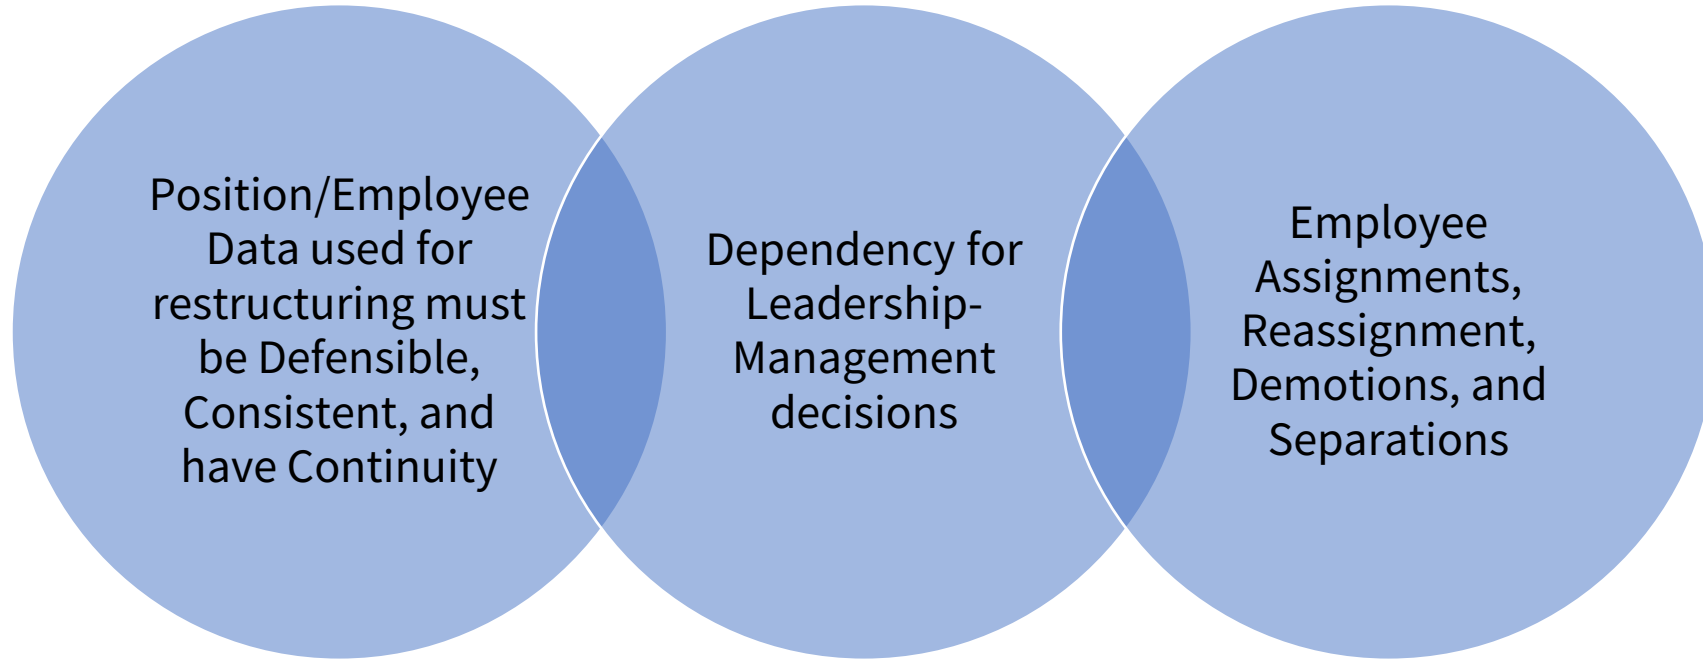 Position/Employee
Data used for
restructuring must
be Defensible,
Consistent, and
have Continuity
Dependency for
Leadership-
Management
decisions
Employee
Assignments,
Reassignment,
Demotions, and
Separations